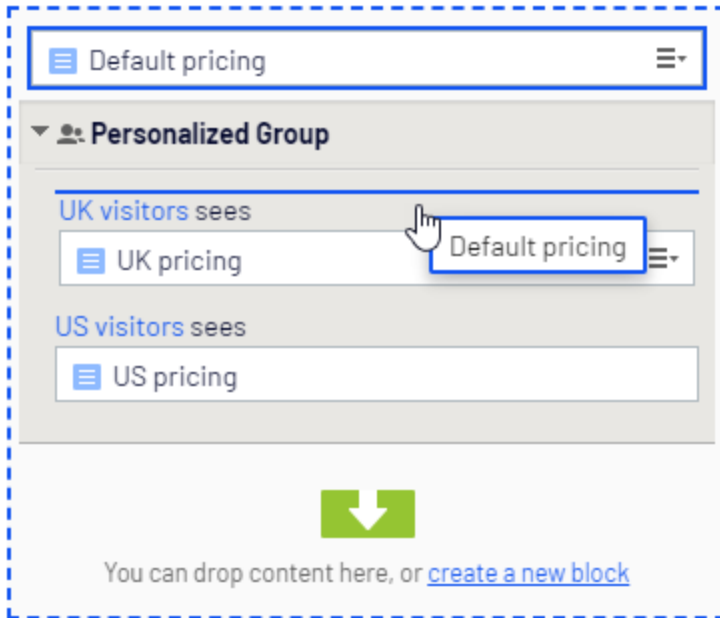 Default pricing
Personalized Group
UK visitors sees
Default pricing
UK pricing
US visitors sees
US pricing
You can drop content here, or create a new block